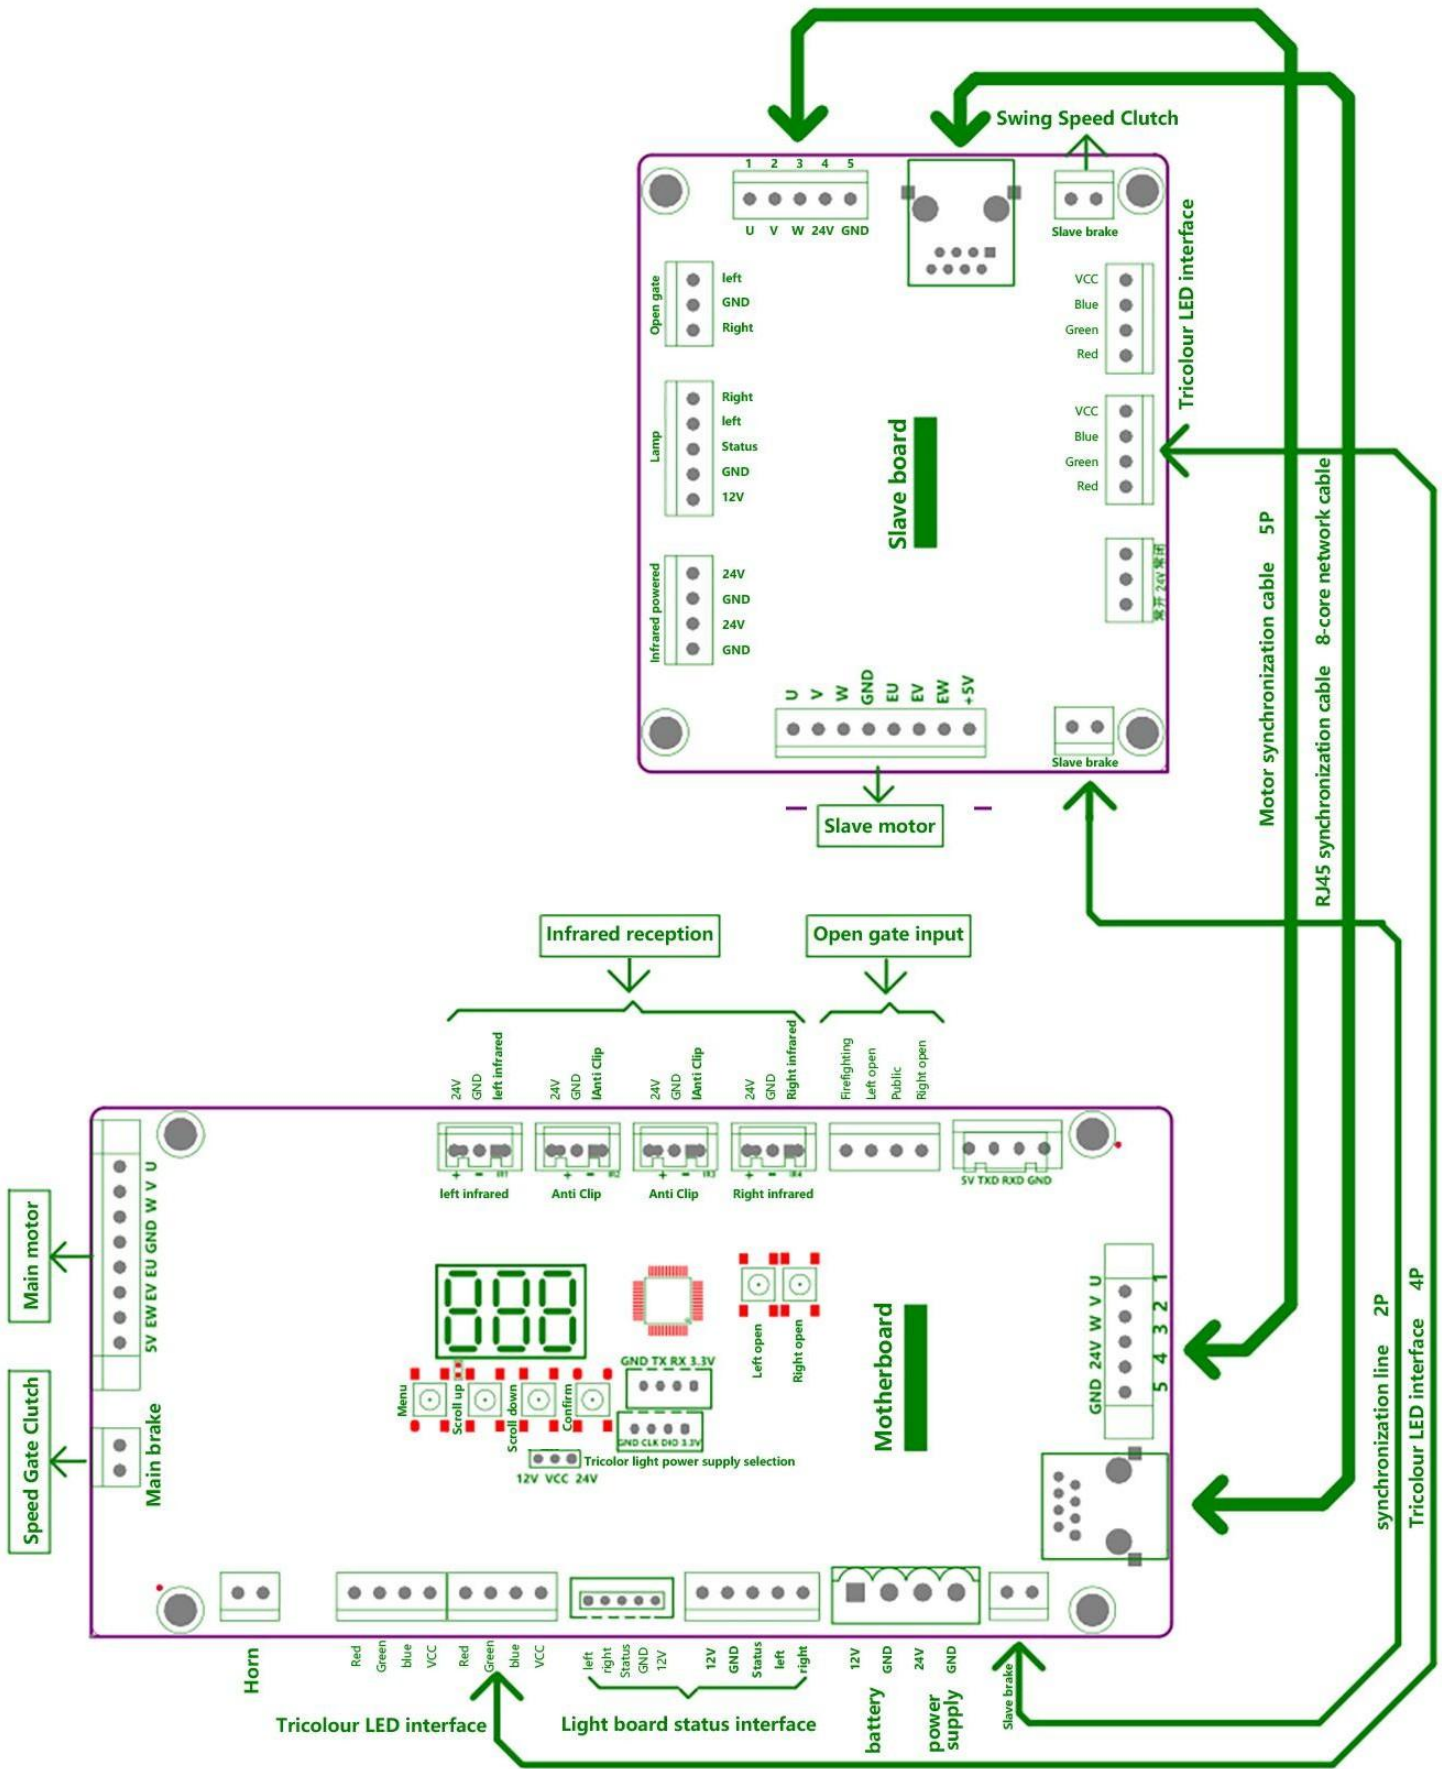 Swing Speed Clutch
1 2 3 4 5
U V W 24V GND
Slave brake
Open gate
left
GND
Right
Lamp
Right
left
Status
GND
12V
Infrared powered
24V
GND
24V
GND
Slave board
VCC
Blue
Green
Red
VCC
Blue
Green
Red
Tricolour LED interface
常开 24V 常闭
U V W GND EU EV EW +5V
Slave brake
Slave motor
Motor synchronization cable 5P
RJ45 synchronization cable 8-core network cable
Infrared reception
Open gate input
24V
GND
left infrared
24V
GND
IAnti Clip
24V
GND
IAnti Clip
24V
GND
Right infrared
Firefighting
Left open
Public
Right open
+ -
+ -
+ -
+ -
left infrared
Anti Clip
Anti Clip
Right infrared
5V TXD RXD GND
Main motor
5V EW EV EU GND W V U
Speed Gate Clutch
Main brake
Menu
Scroll up
Scroll down
Confirm
GND TX RX 3.3V
GND CLK DIO 3.3V
Tricolor light power supply selection
12V VCC 24V
Left open
Right open
Motherboard
GND 24V W V U
5 4 3 2 1
synchronization line 2P
Tricolour LED interface 4P
Horn
Red
Green
blue
VCC
Red
Green
blue
VCC
Tricolour LED interface
left
right
Status
GND
12V
12V
GND
Status
left
right
Light board status interface
12V
GND
24V
GND
battery
power supply
Slave brake